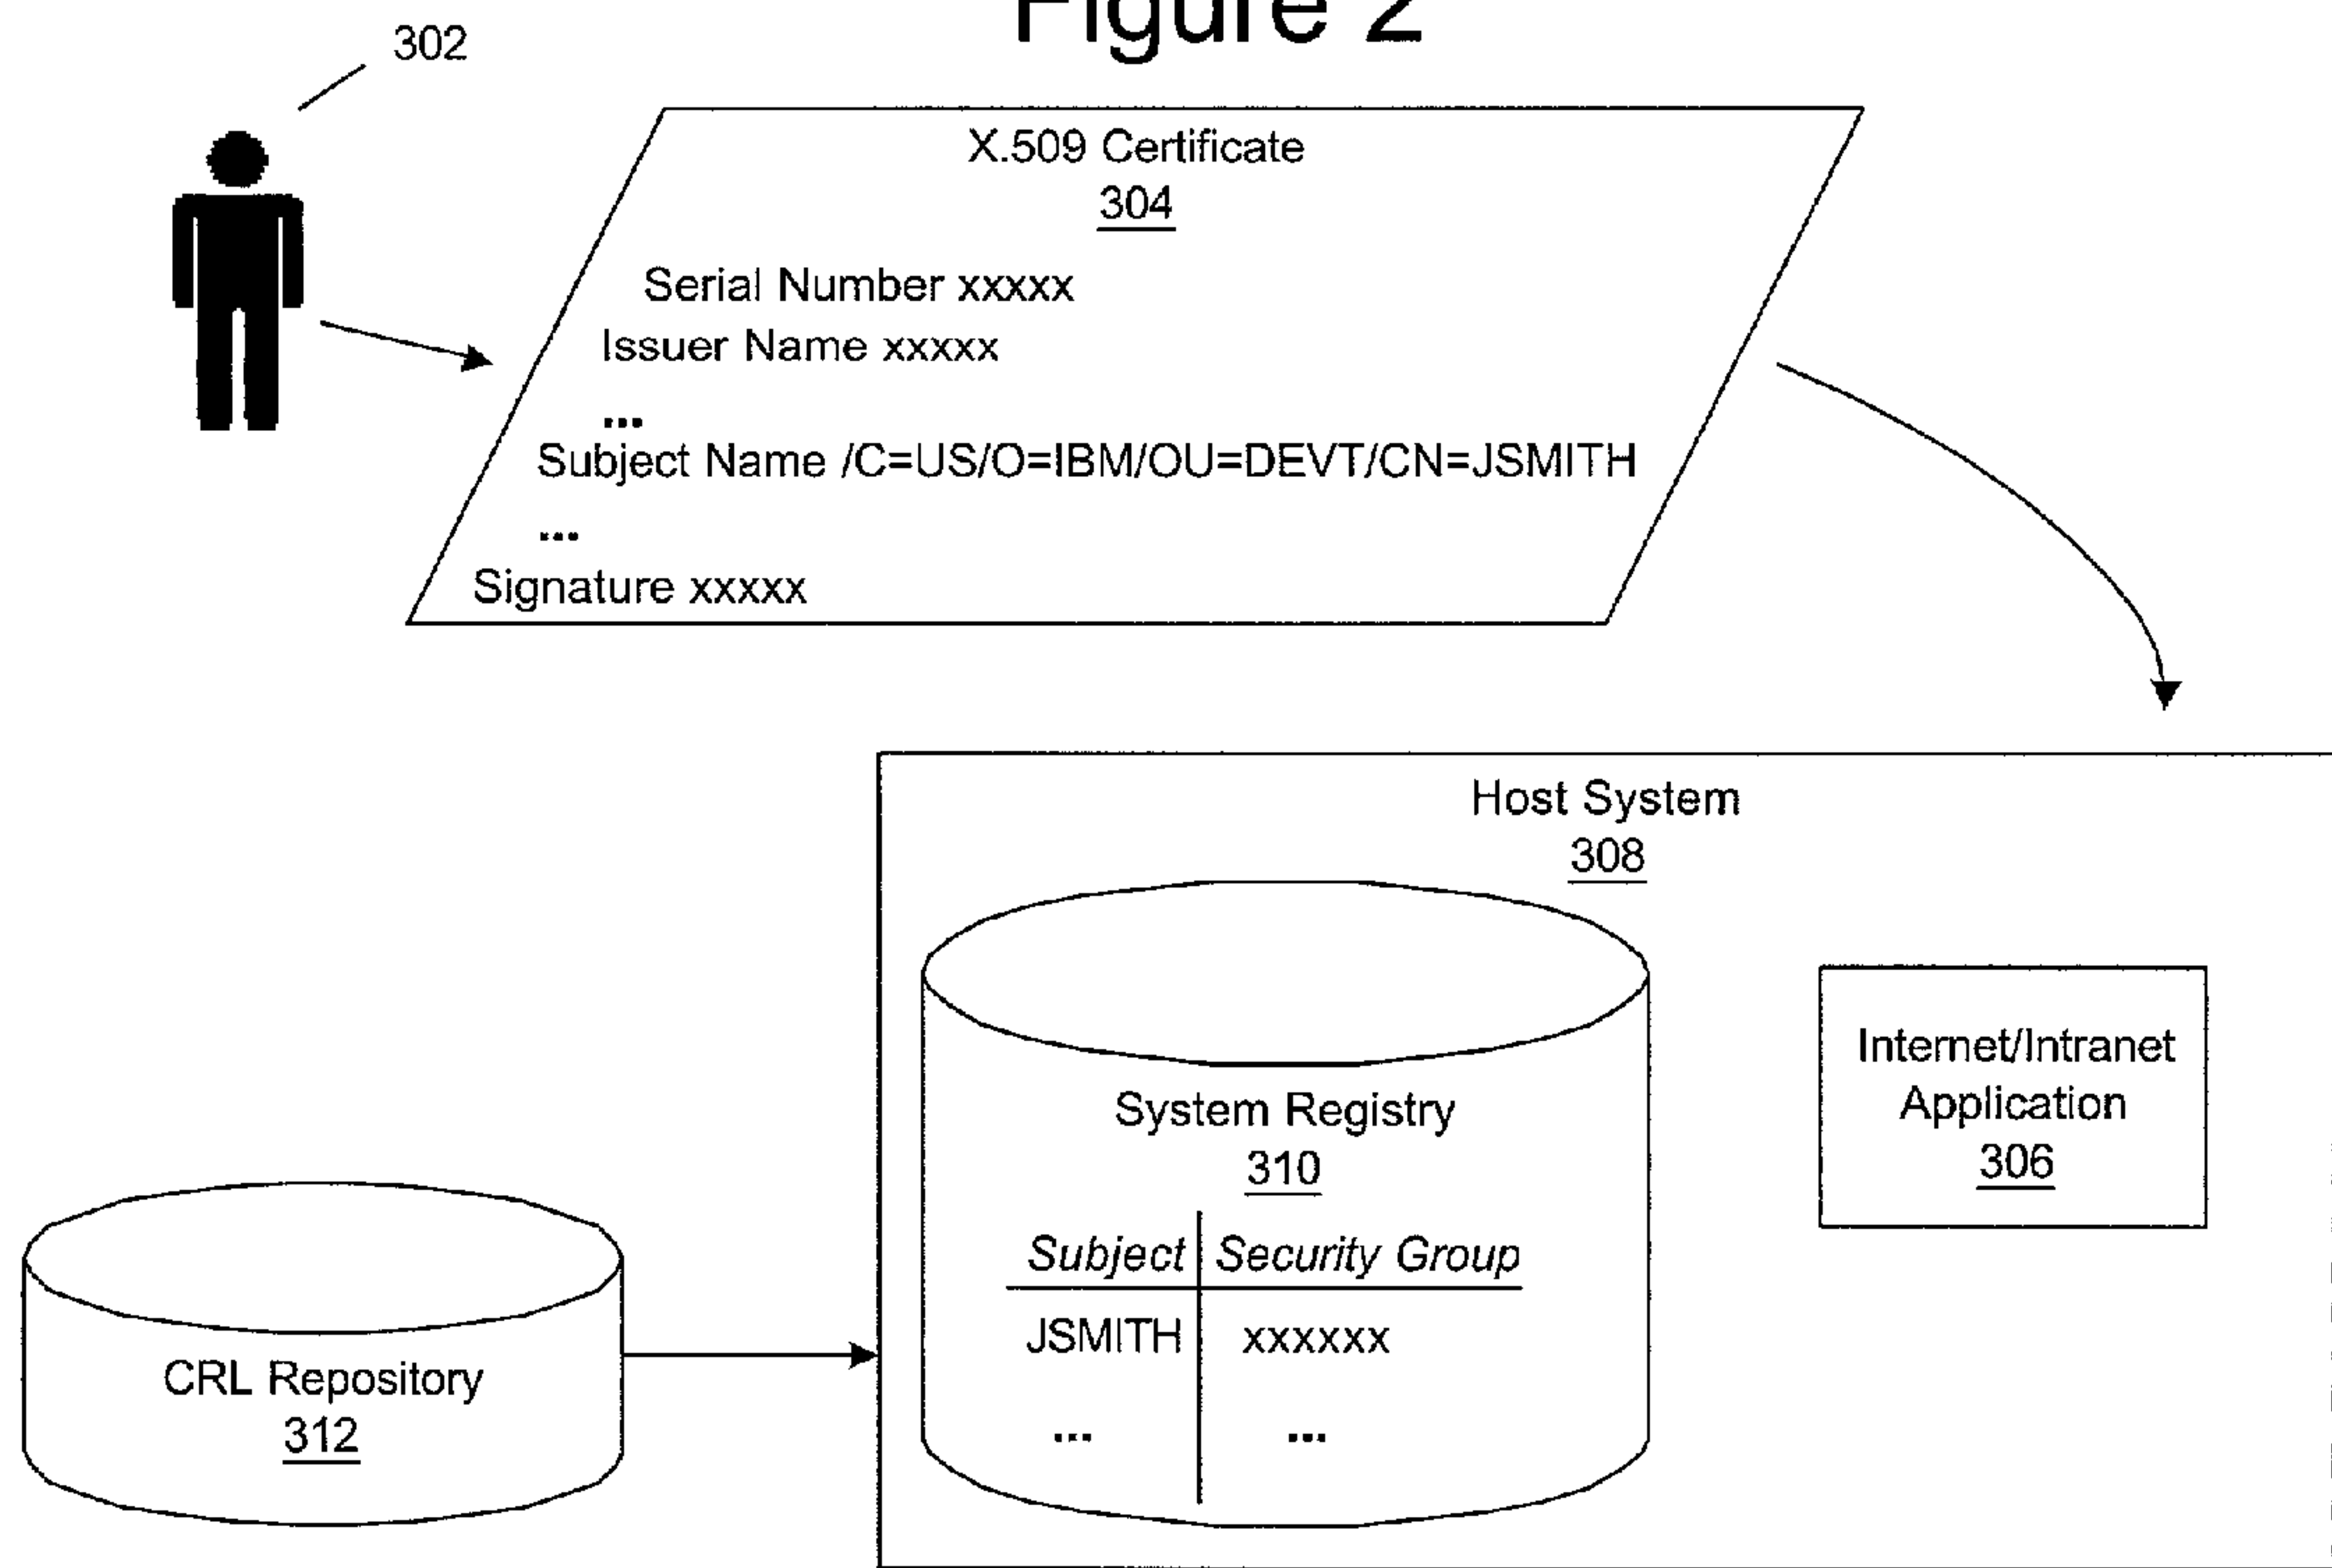 Figure 2
302
X.509 Certificate
304
Serial Number xxxxx
Issuer Name xxxxx
...
Subject Name /C=US/O=IBM/OU=DEVT/CN=JSMITH
...
Signature xxxxx
Host System
308
System Registry
310
Subject Security Group
JSMITH xxxxxx
... ...
Internet/Intranet
Application
306
CRL Repository
312